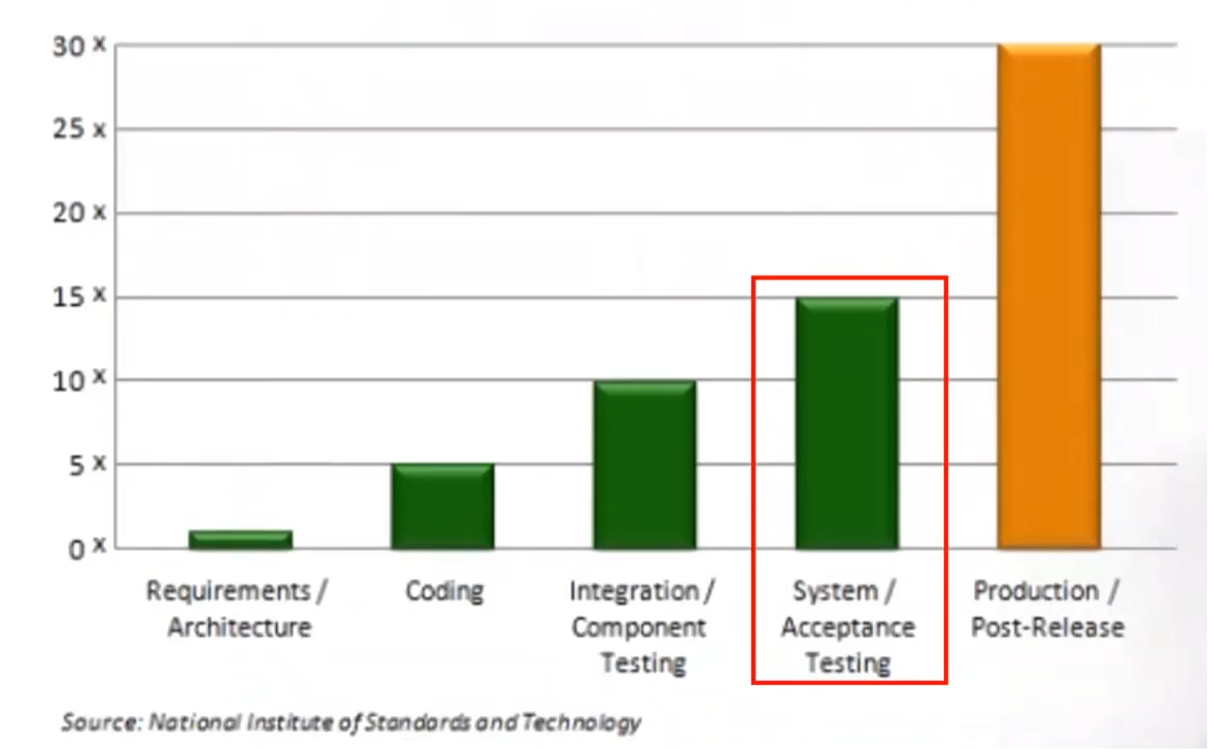 30 x
25 x
20 x
15 x
10 x
5 x
0 x
Requirements /
Architecture
Coding
Integration /
Component
Testing
System /
Acceptance
Testing
Production /
Post-Release
Source: National Institute of Standards and Technology